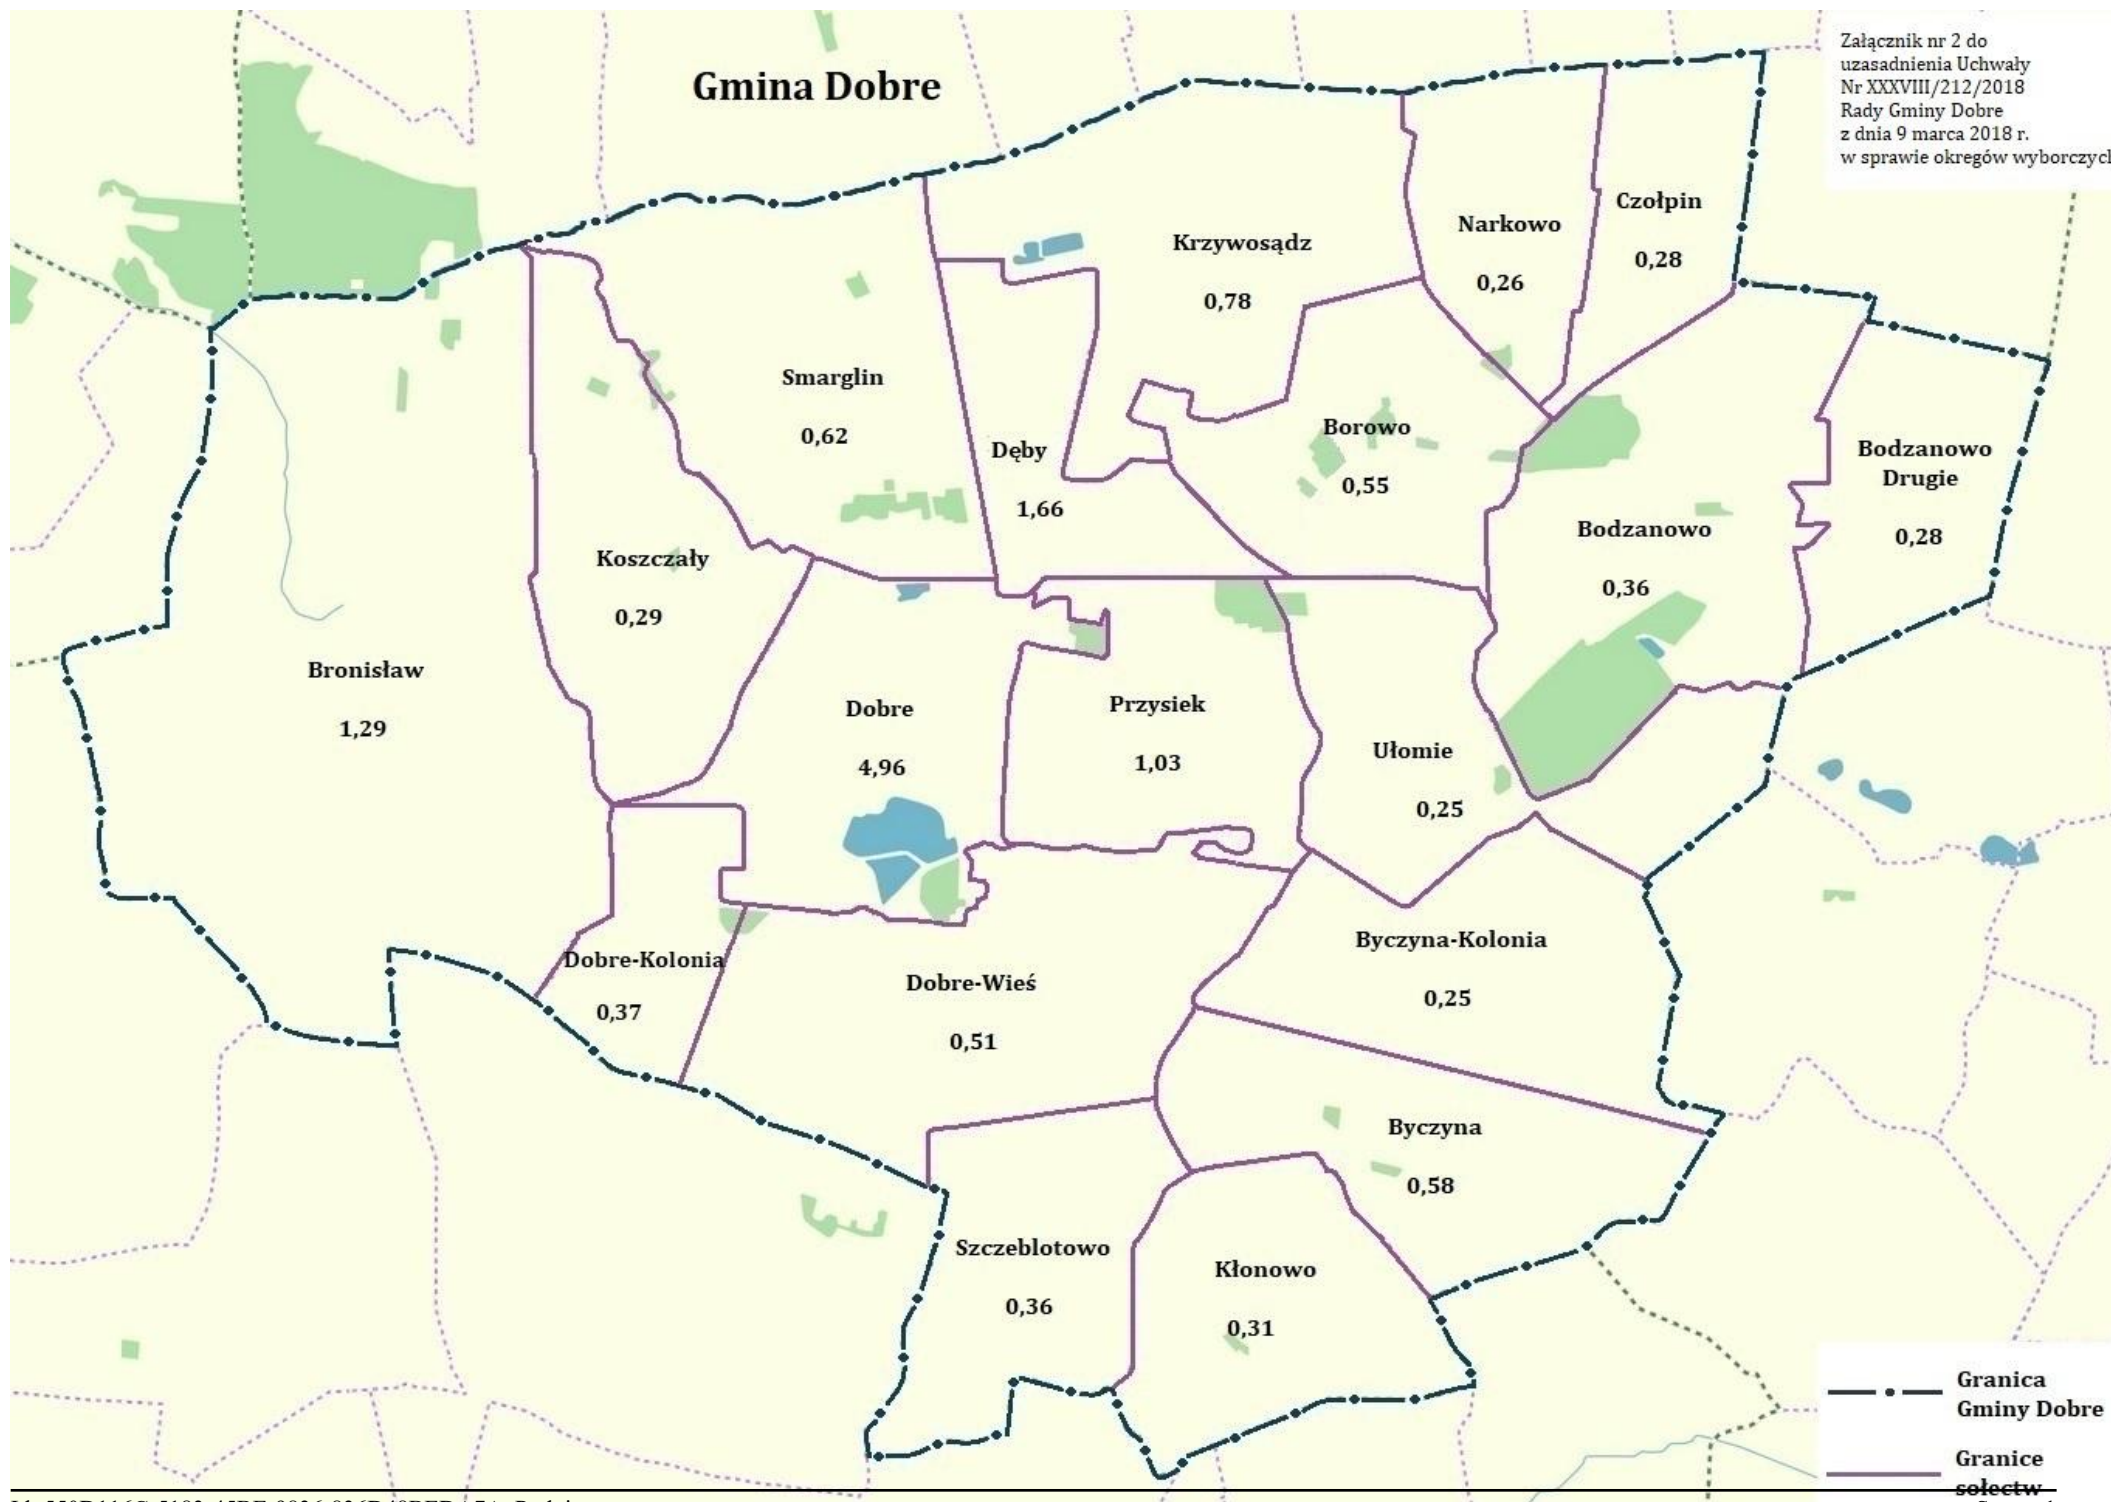 Gmina Dobre
Załącznik nr 2 do
uzasadnienia Uchwały
Nr XXXVIII/212/2018
Rady Gminy Dobre
z dnia 9 marca 2018 r.
w sprawie okręgów wyborczych
Czołpin
0,28
Narkowo
0,26
Krzywosądz
0,78
Smarglin
0,62
Dęby
1,66
Borowo
0,55
Bodzanowo
Drugie
0,28
Bodzanowo
0,36
Koszczały
0,29
Bronisław
1,29
Dobre
4,96
Przysiek
1,03
Ułomie
0,25
Dobre-Kolonia
0,37
Dobre-Wieś
0,51
Byczyna-Kolonia
0,25
Byczyna
0,58
Szczeblotowo
0,36
Kłonowo
0,31
Granica
Gminy Dobre
Granice
sołectw